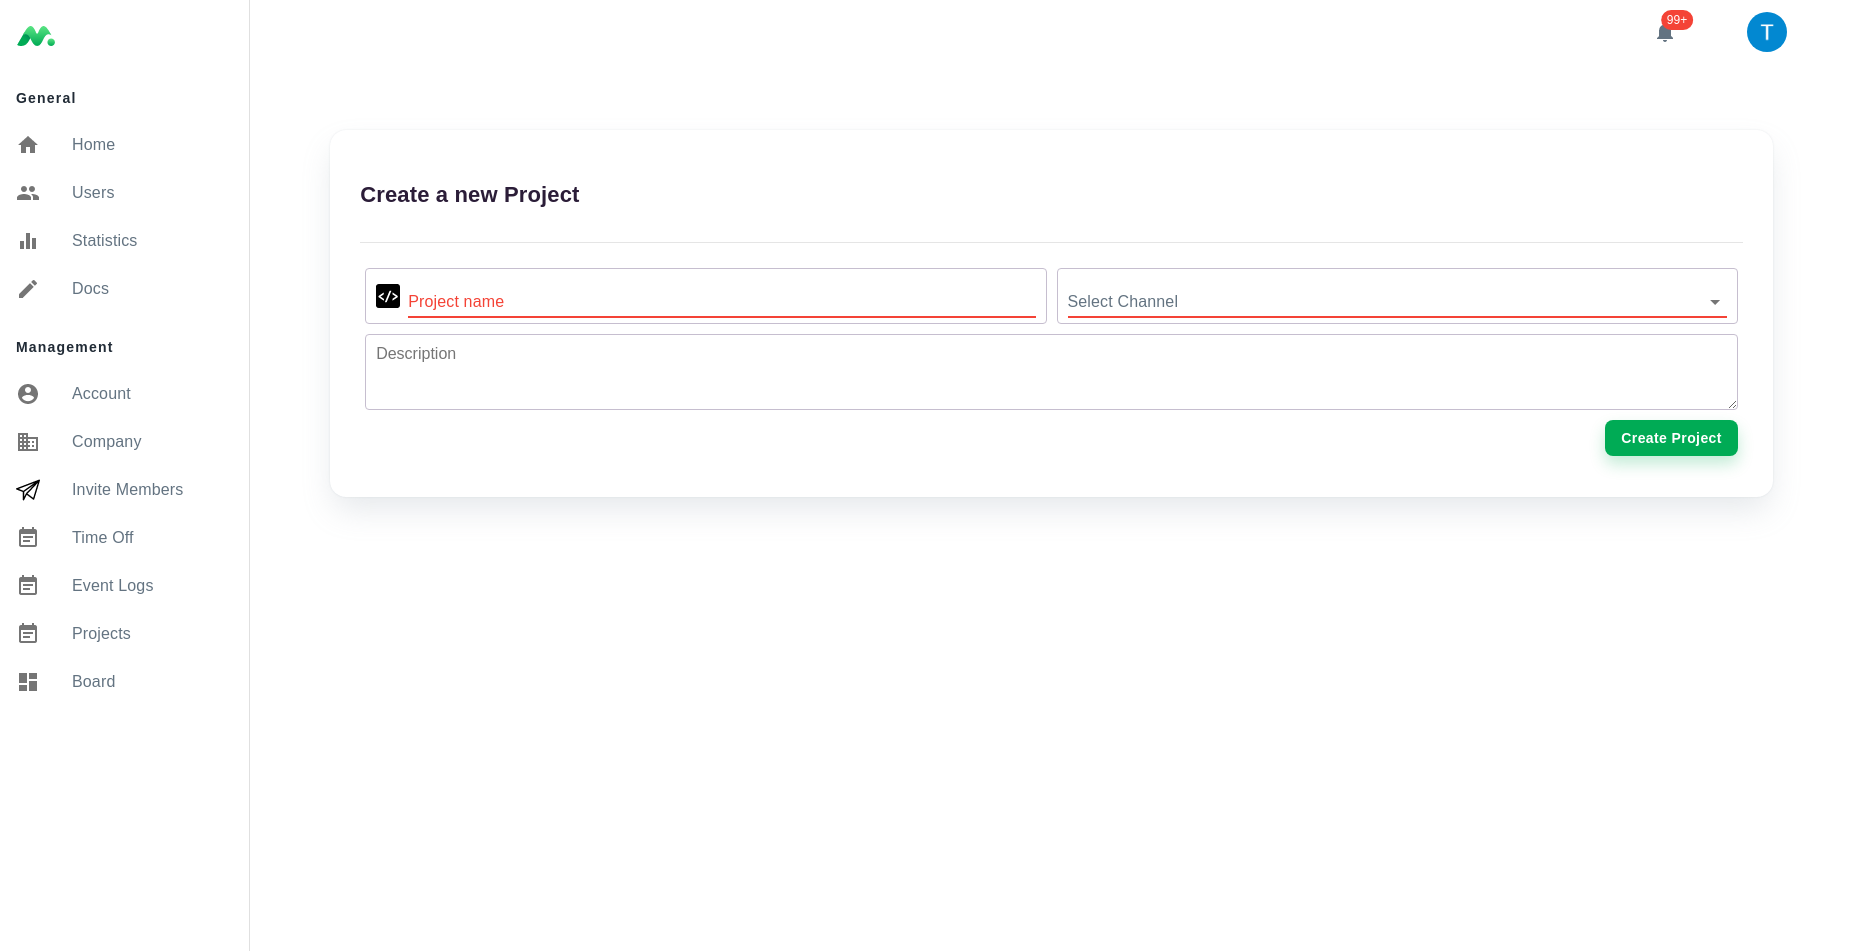 99+
T
General
Home
Users
Statistics
Docs
Management
Account
Company
Invite Members
Time Off
Event Logs
Projects
Board
Create a new Project
</>
Project name
Select Channel
Description
Create Project